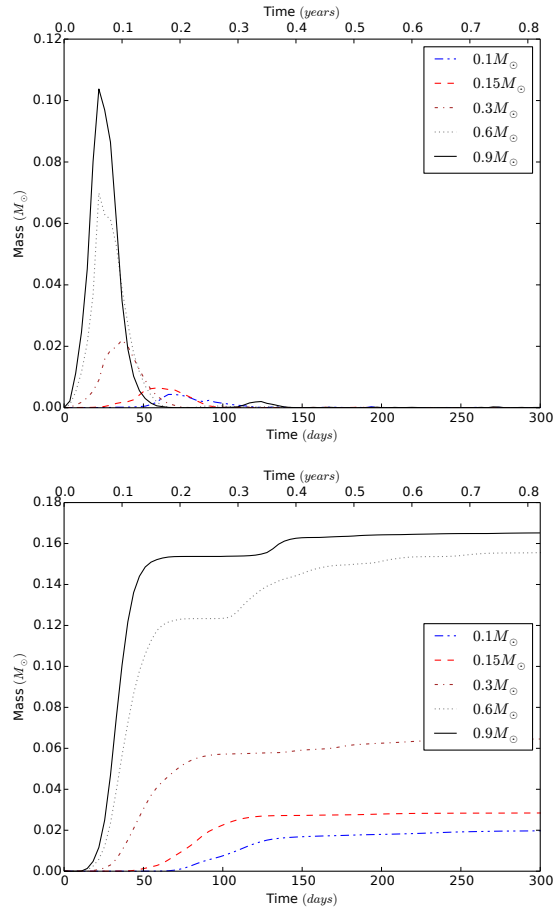 Time (years)
0.0 0.1 0.2 0.3 0.4 0.5 0.6 0.7 0.8
0.12
0.10
0.08
0.06
0.04
0.02
0.00
Mass (M☉)
0.1M☉
0.15M☉
0.3M☉
0.6M☉
0.9M☉
0 50 100 150 200 250 300
Time (days)
Time (years)
0.0 0.1 0.2 0.3 0.4 0.5 0.6 0.7 0.8
0.18
0.16
0.14
0.12
0.10
0.08
0.06
0.04
0.02
0.00
Mass (M☉)
0.1M☉
0.15M☉
0.3M☉
0.6M☉
0.9M☉
0 50 100 150 200 250 300
Time (days)